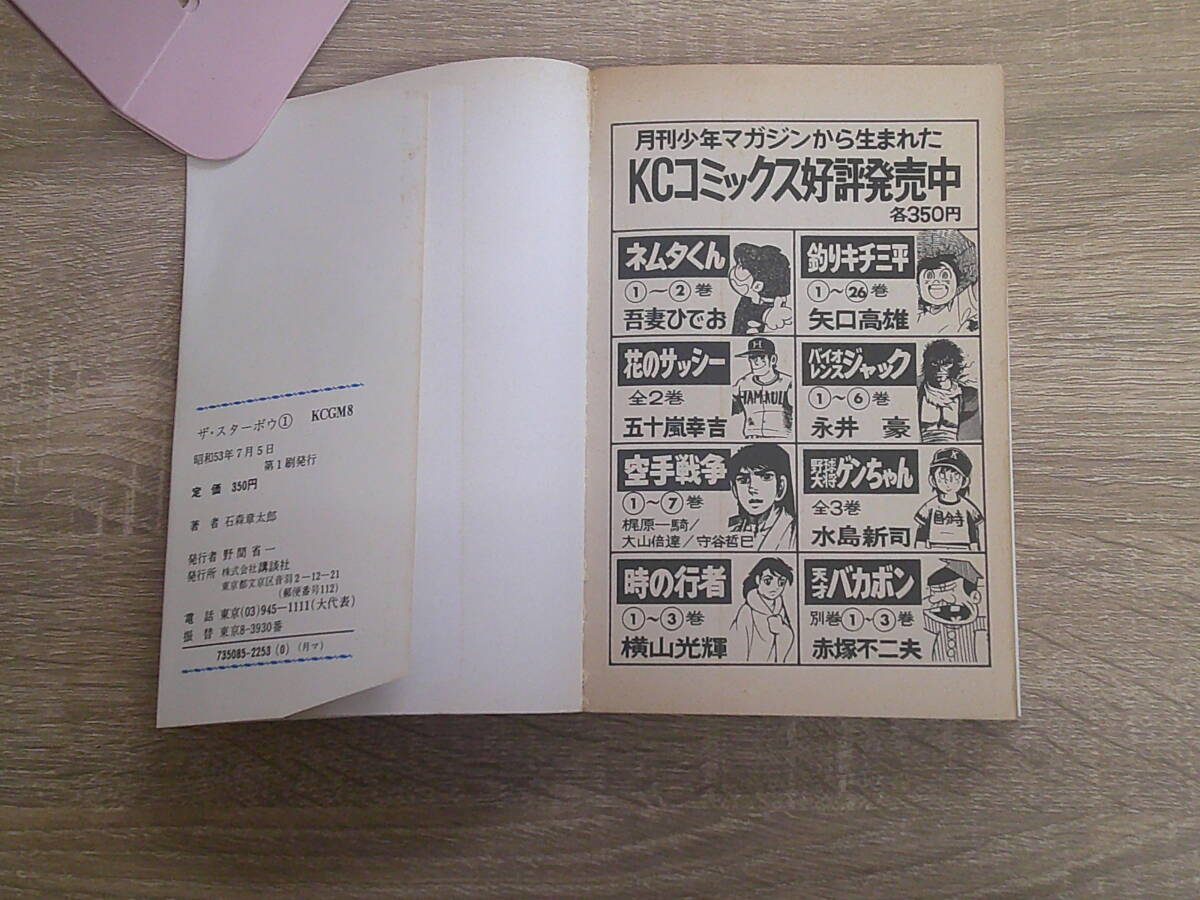 ザ・スターボウ① KCGM8
昭和53年7月5日
第1刷発行
定価 350円
著者 石森章太郎
発行者 野間省一
発行所 株式会社講談社
東京都文京区音羽2-12-21
(郵便番号112)
電話 東京(03)945-1111(大代表)
振替 東京8-3930番
735085-2253(0) (月マ)
月刊少年マガジンから生まれた
KCコミックス好評発売中
各350円
ネムタくん
①〜②巻
吾妻ひでお
釣りキチ三平
①〜㉖巻
矢口高雄
花のサッシー
全2巻
五十嵐幸吉
HAMAULI
バイオレンスジャック
①〜⑥巻
永井 豪
空手戦争
①〜⑦巻
梶原一騎/
大山倍達/守谷哲巳
野球大将ゲンちゃん
全3巻
水島新司
時の行者
①〜③巻
横山光輝
天才バカボン
別巻①〜③巻
赤塚不二夫